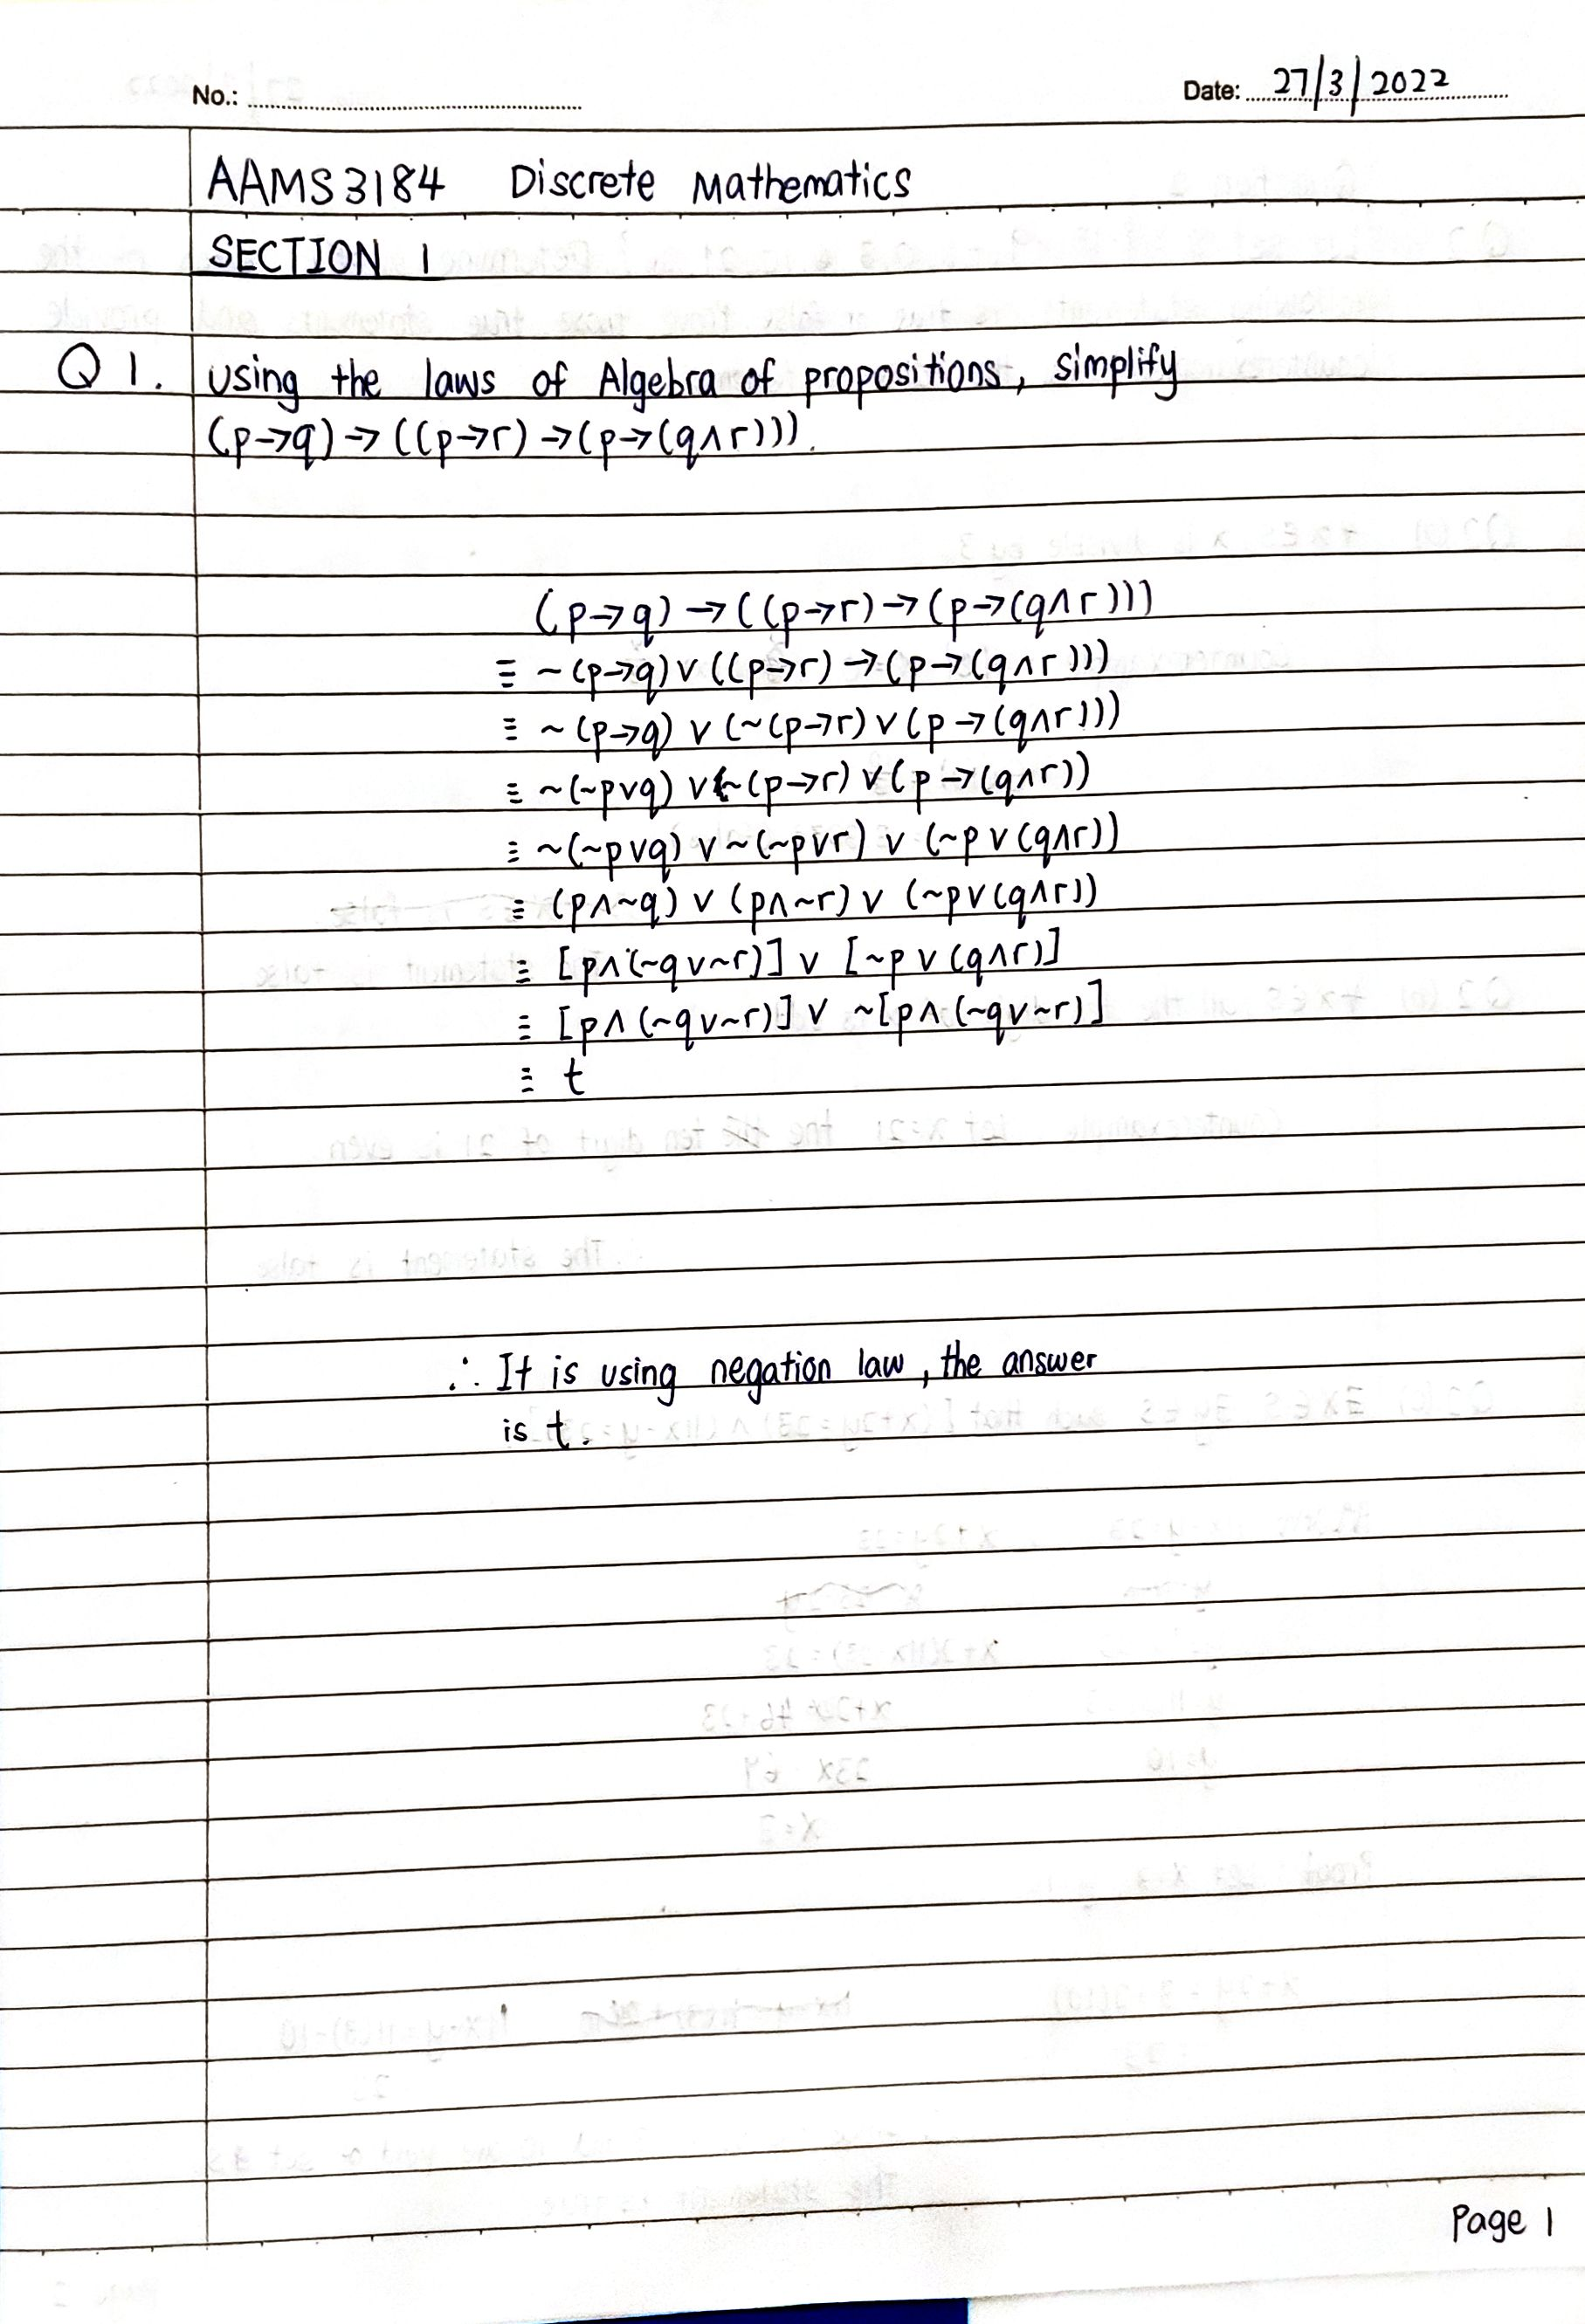 No.:
Date: 27/3/2022
AAMS3184 Discrete Mathematics
SECTION 1
Q1. using the laws of Algebra of propositions, simplify
(p→q)→((p→r)→(p→(q∧r))).
(p→q)→((p→r)→(p→(q∧r)))
≡ ~(p→q)∨((p→r)→(p→(q∧r)))
≡ ~(p→q)∨(~(p→r)∨(p→(q∧r)))
≡ ~(~p∨q)∨~(p→r)∨(p→(q∧r))
≡ ~(~p∨q)∨~(~p∨r)∨(~p∨(q∧r))
≡ (p∧~q)∨(p∧~r)∨(~p∨(q∧r))
≡ [p∧(~q∨~r)]∨[~p∨(q∧r)]
≡ [p∧(~q∨~r)]∨~[p∧(~q∨~r)]
≡ t
∴ It is using negation law, the answer
is t.
Page 1